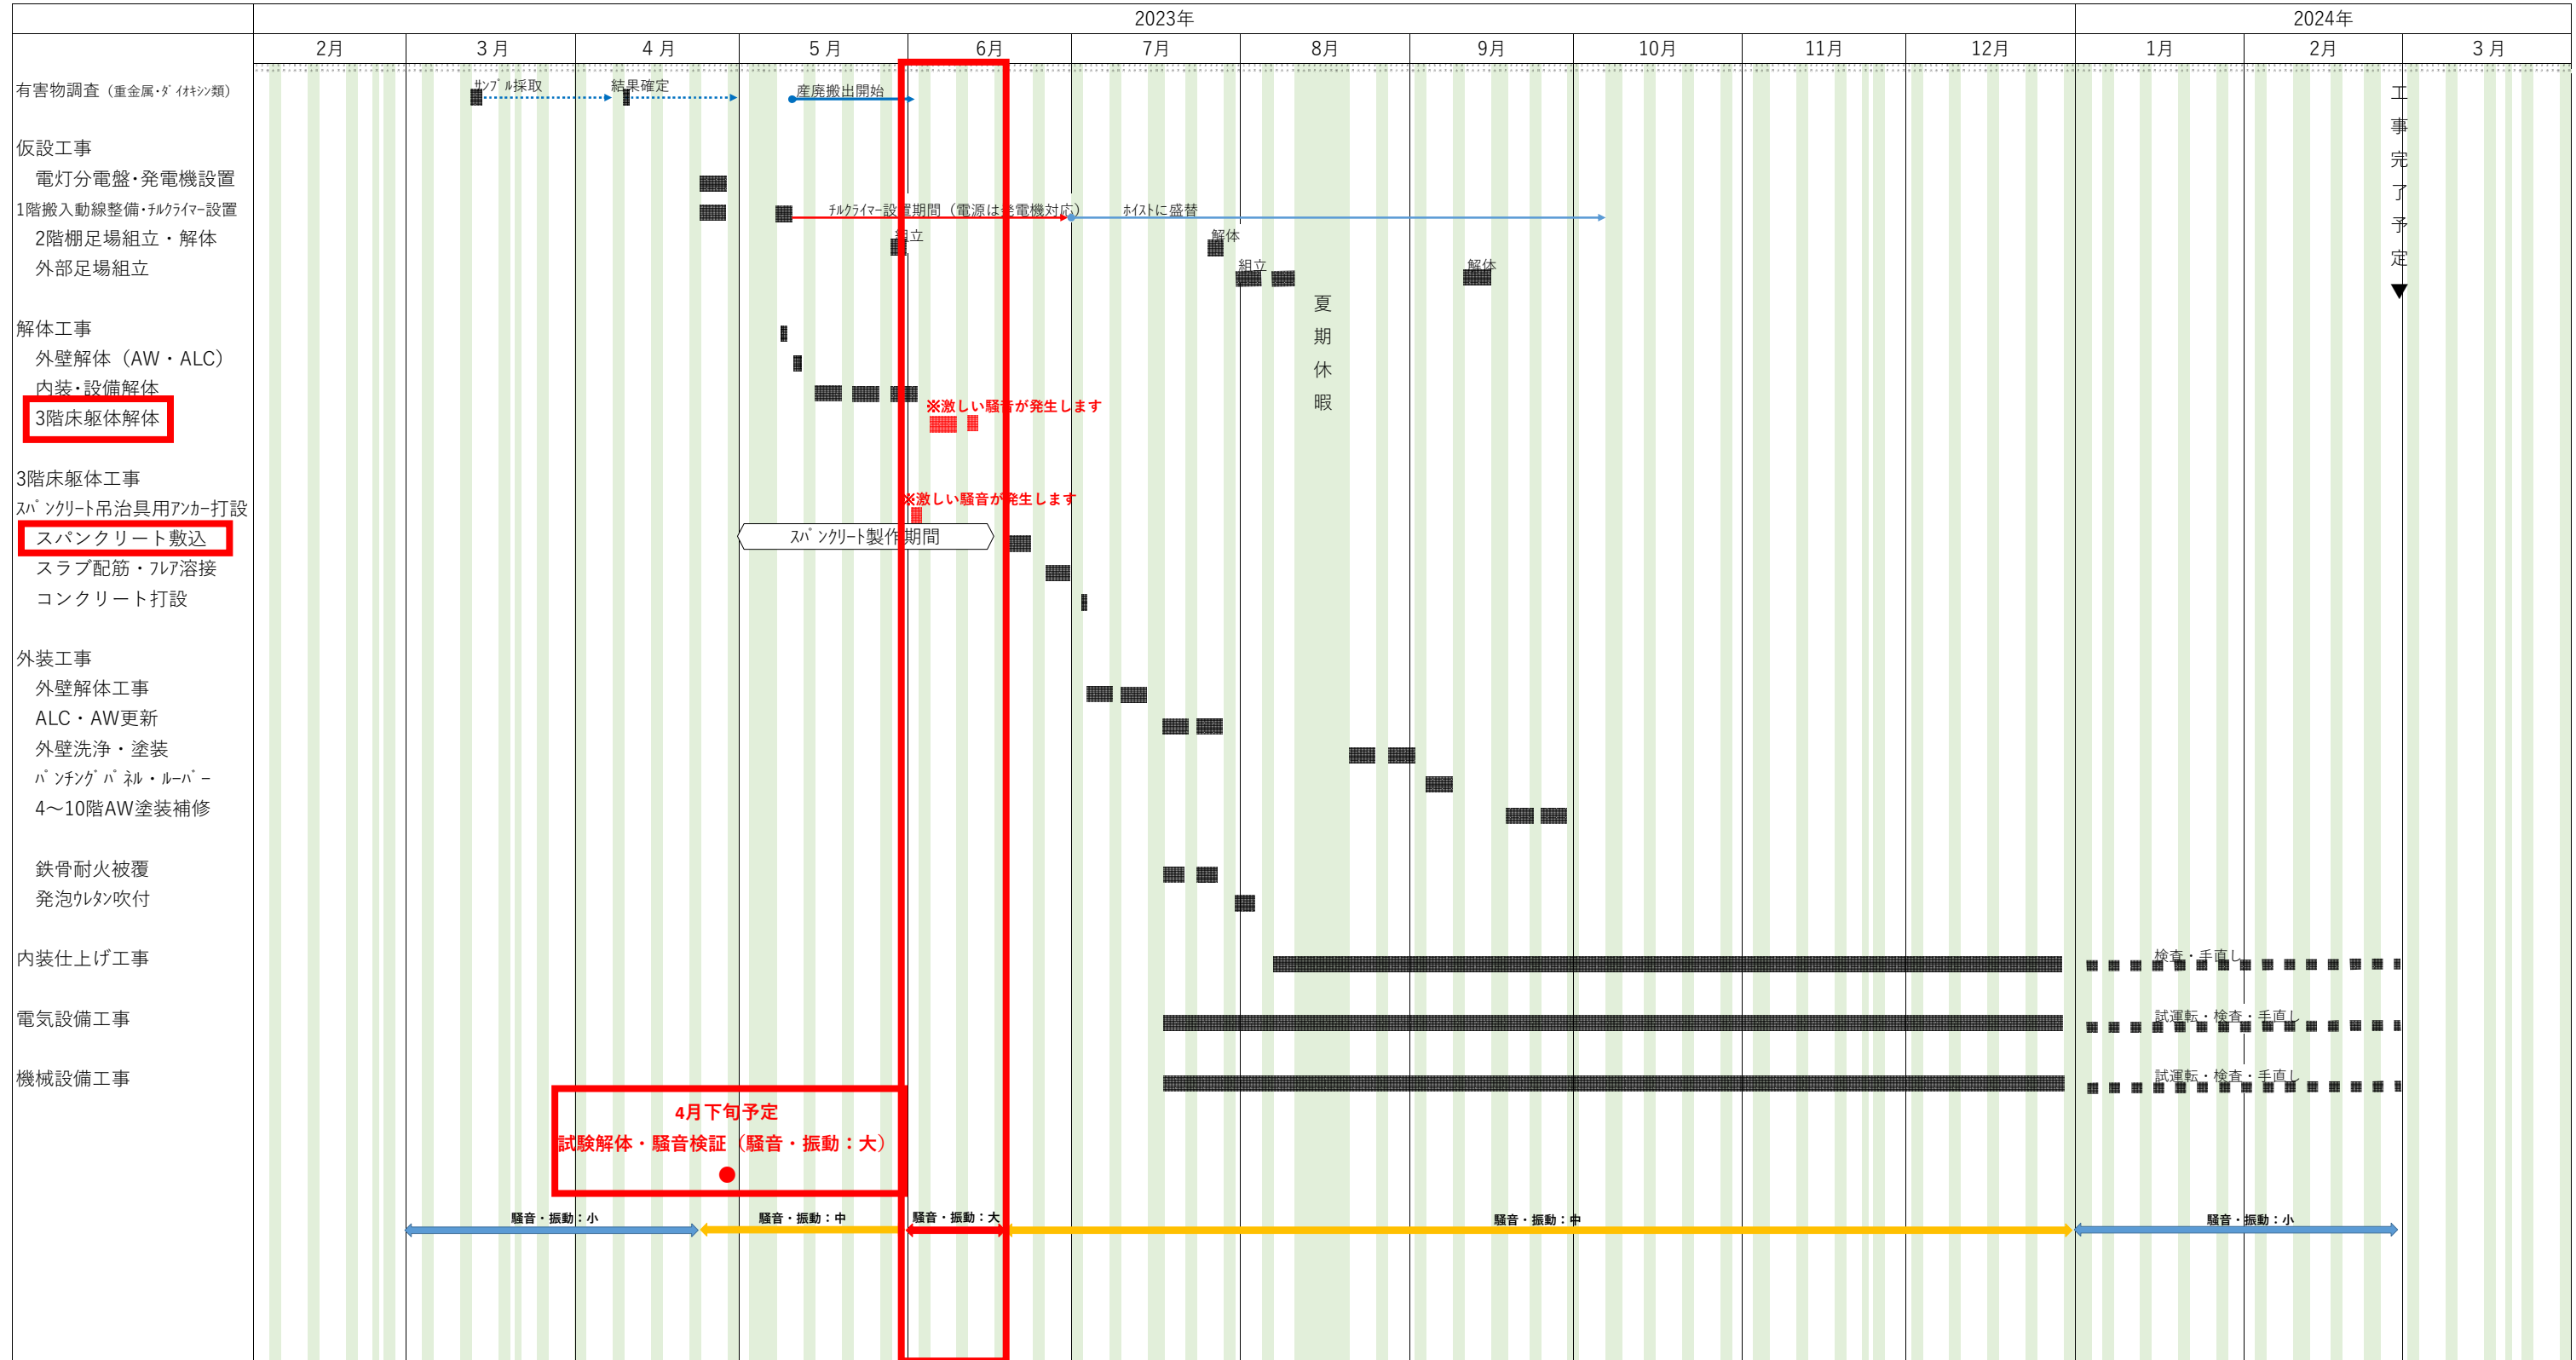 2023年 2024年
2月 3月 4月 5月 6月 7月 8月 9月 10月 11月 12月 1月 2月 3月
有害物調査（重金属・ﾀﾞｲｵｷｼﾝ類） ｻﾝﾌﾟﾙ採取 結果確定 産廃搬出開始
工事完了予定▼
仮設工事
電灯分電盤・発電機設置
1階搬入動線整備・ﾁﾙｸﾗｲﾏｰ設置 ﾁﾙｸﾗｲﾏｰ設置期間（電源は発電機対応） ﾎｲｽﾄに盛替
2階棚足場組立・解体 組立 解体
外部足場組立 組立 解体
夏期休暇
解体工事
外壁解体（AW・ALC）
内装・設備解体
3階床躯体解体 ※激しい騒音が発生します
3階床躯体工事
ｽﾊﾟﾝｸﾘｰﾄ吊治具用ｱﾝｶｰ打設 ※激しい騒音が発生します
スパンクリート敷込 ｽﾊﾟﾝｸﾘｰﾄ製作期間
スラブ配筋・ﾌﾚｱ溶接
コンクリート打設
外装工事
外壁解体工事
ALC・AW更新
外壁洗浄・塗装
ﾊﾟﾝﾁﾝｸﾞﾊﾟﾈﾙ・ﾙｰﾊﾞｰ
4～10階AW塗装補修
鉄骨耐火被覆
発泡ｳﾚﾀﾝ吹付
内装仕上げ工事 検査・手直し
電気設備工事 試運転・検査・手直し
機械設備工事 試運転・検査・手直し
4月下旬予定
試験解体・騒音検証（騒音・振動：大）
騒音・振動：小 騒音・振動：中 騒音・振動：大 騒音・振動：中 騒音・振動：小